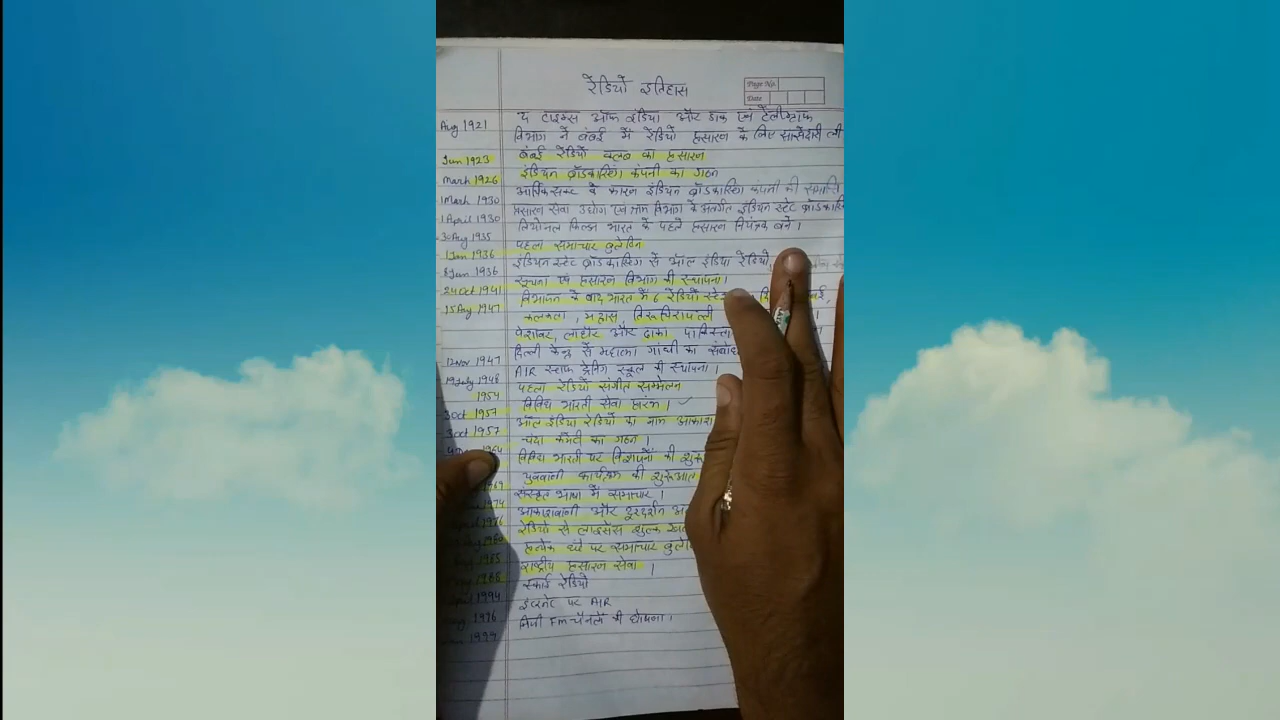 रेडियो इतिहास
Page No.
Date
Aug 1921 द टाइम्स ऑफ इंडिया और डाक एवं टेलीग्राफ
विभाग ने बंबई में रेडियो प्रसारण के लिए साझेदारी ली
Jun 1923 बंबई रेडियो क्लब का प्रसारण
March 1926 इंडियन ब्रॉडकास्टिंग कंपनी का गठन
1 March 1930 आर्थिक संकट के कारण इंडियन ब्रॉडकास्टिंग कंपनी की समाप्ति
1 April 1930 प्रसारण सेवा उद्योग एवं श्रम विभाग के अंतर्गत इंडियन स्टेट ब्रॉडकास्टिं
30 Aug 1935 लियोनल फिल्डन भारत के पहले प्रसारण नियंत्रक बने।
1 Jan 1936 पहला समाचार बुलेटिन
8 Jun 1936 इंडियन स्टेट ब्रॉडकास्टिंग से ऑल इंडिया रेडियो
24 Oct 1941 सूचना एवं प्रसारण विभाग की स्थापना।
15 Aug 1947 विभाजन के बाद भारत में 6 रेडियो
कलकत्ता, मद्रास, तिरुचिरापल्ली
पेशावर, लाहौर और ढाका
12 Nov 1947 दिल्ली केन्द्र से महात्मा गांधी का
19 July 1948 AIR स्टाफ ट्रेनिंग स्कूल की स्थापना।
1954 पहला रेडियो संगीत सम्मेलन
3 Oct 1957 विविध भारती सेवा प्रारंभ।
3 Oct 1957 ऑल इंडिया रेडियो का नाम
1964 चंदा कमेटी का गठन।
विविध भारती पर विज्ञापनों की
1969 युववाणी कार्यक्रम की शुरुआत
1974 संस्कृत भाषा में समाचार।
1976 आकाशवाणी और दूरदर्शन
1980 रेडियो से लाइसेंस शुल्क
1985 प्रत्येक घंटे पर समाचार
1988 राष्ट्रीय प्रसारण सेवा।
1994 स्काई रेडियो
1996 इंटरनेट पर AIR
1999 निजी Fm चैनलों की घोषणा।